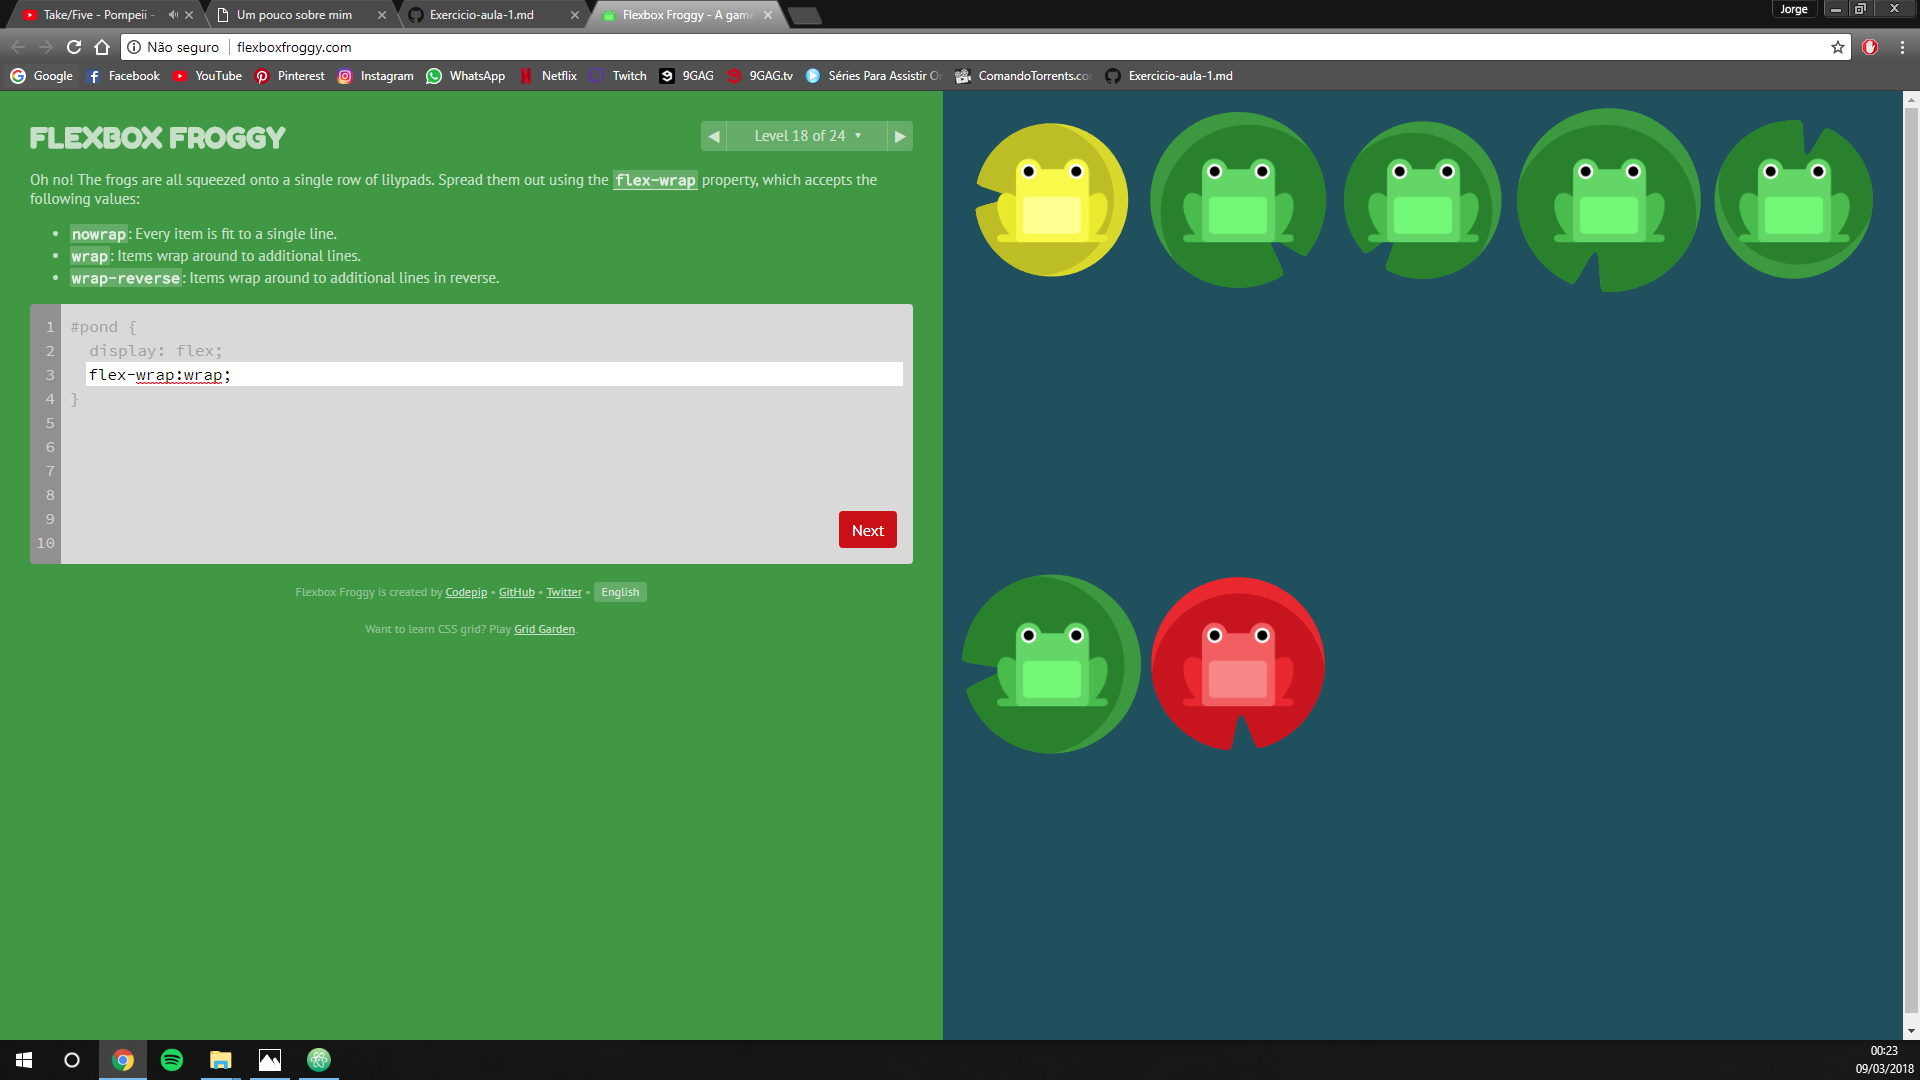 Take/Five - Pompeii -
Um pouco sobre mim
Exercicio-aula-1.md
Flexbox Froggy - A game
Jorge
Não seguro
flexboxfroggy.com
Google
Facebook
YouTube
Pinterest
Instagram
WhatsApp
Netflix
Twitch
9GAG
9GAG.tv
Séries Para Assistir O
ComandoTorrents.co
Exercicio-aula-1.md
FLEXBOX FROGGY
Level 18 of 24
Oh no! The frogs are all squeezed onto a single row of lilypads. Spread them out using the flex-wrap property, which accepts the
following values:
• nowrap: Every item is fit to a single line.
• wrap: Items wrap around to additional lines.
• wrap-reverse: Items wrap around to additional lines in reverse.
1 #pond {
2 display: flex;
3 flex-wrap:wrap;
4 }
5
6
7
8
9
10
Next
Flexbox Froggy is created by Codepip • GitHub • Twitter • English
Want to learn CSS grid? Play Grid Garden.
00:23
09/03/2018